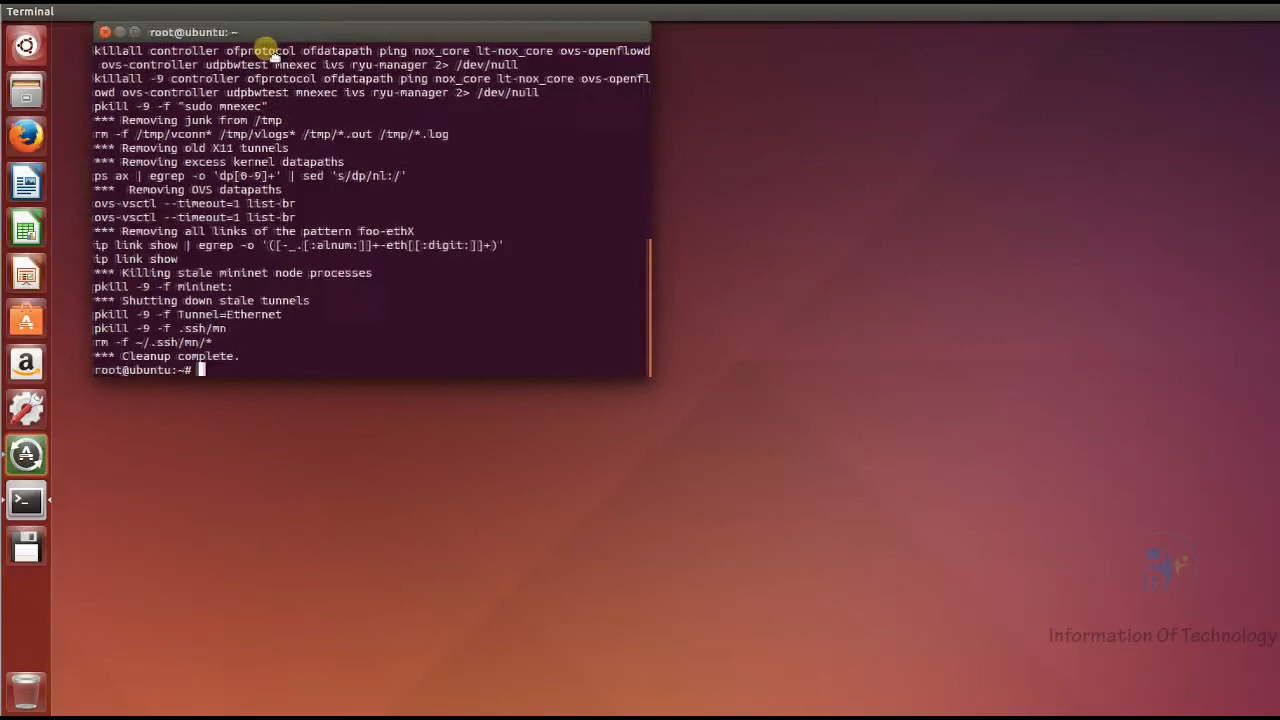 Terminal
root@ubuntu: ~
killall controller ofprotocol ofdatapath ping nox_core lt-nox_core ovs-openflowd
ovs-controller udpbwtest mnexec ivs ryu-manager 2> /dev/null
killall -9 controller ofprotocol ofdatapath ping nox_core lt-nox_core ovs-openfl
owd ovs-controller udpbwtest mnexec ivs ryu-manager 2> /dev/null
pkill -9 -f "sudo mnexec"
*** Removing junk from /tmp
rm -f /tmp/vconn* /tmp/vlogs* /tmp/*.out /tmp/*.log
*** Removing old X11 tunnels
*** Removing excess kernel datapaths
ps ax | egrep -o 'dp[0-9]+' | sed 's/dp/nl:/'
***  Removing OVS datapaths
ovs-vsctl --timeout=1 list-br
ovs-vsctl --timeout=1 list-br
*** Removing all links of the pattern foo-ethX
ip link show | egrep -o '([-_.[:alnum:]]+-eth[[:digit:]]+)'
ip link show
*** Killing stale mininet node processes
pkill -9 -f mininet:
*** Shutting down stale tunnels
pkill -9 -f Tunnel=Ethernet
pkill -9 -f .ssh/mn
rm -f ~/.ssh/mn/*
*** Cleanup complete.
root@ubuntu:~#
Information Of Technology